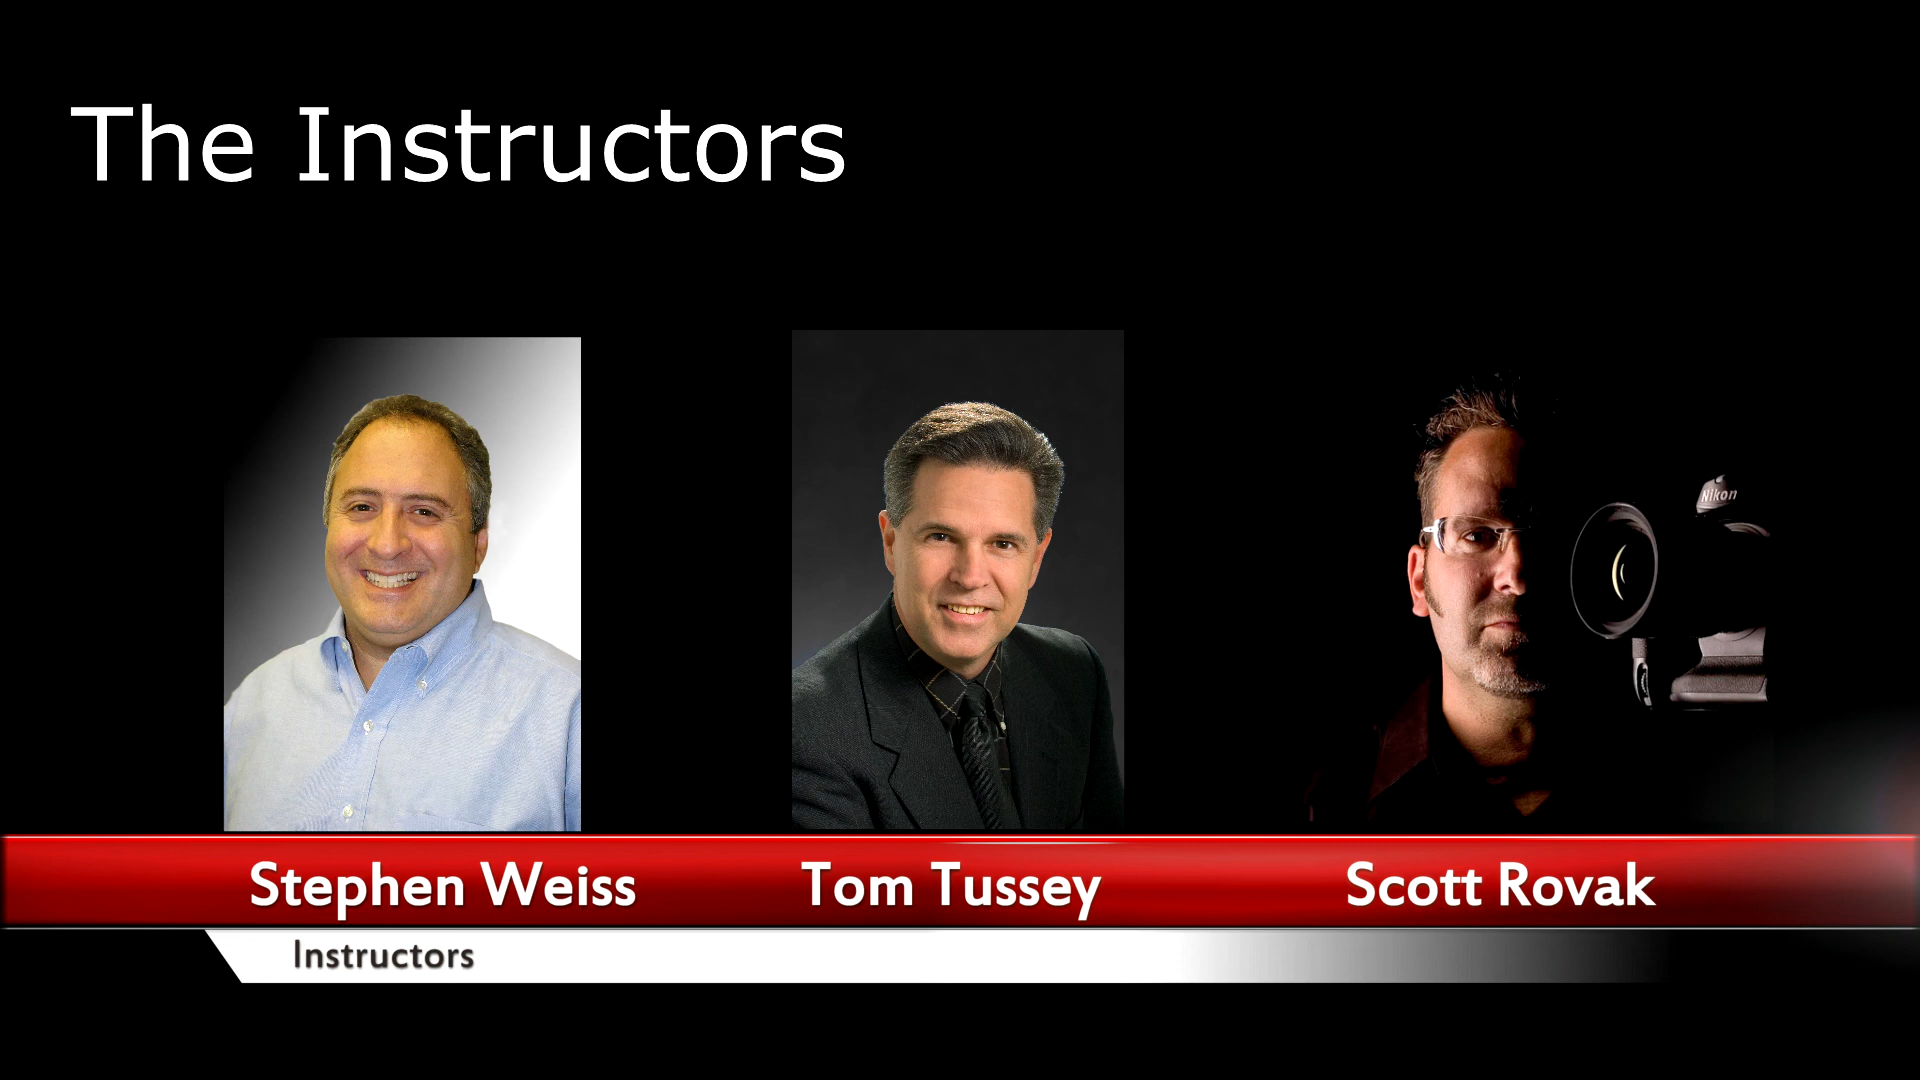 The Instructors
Nikon
Stephen Weiss
Tom Tussey
Scott Rovak
Instructors